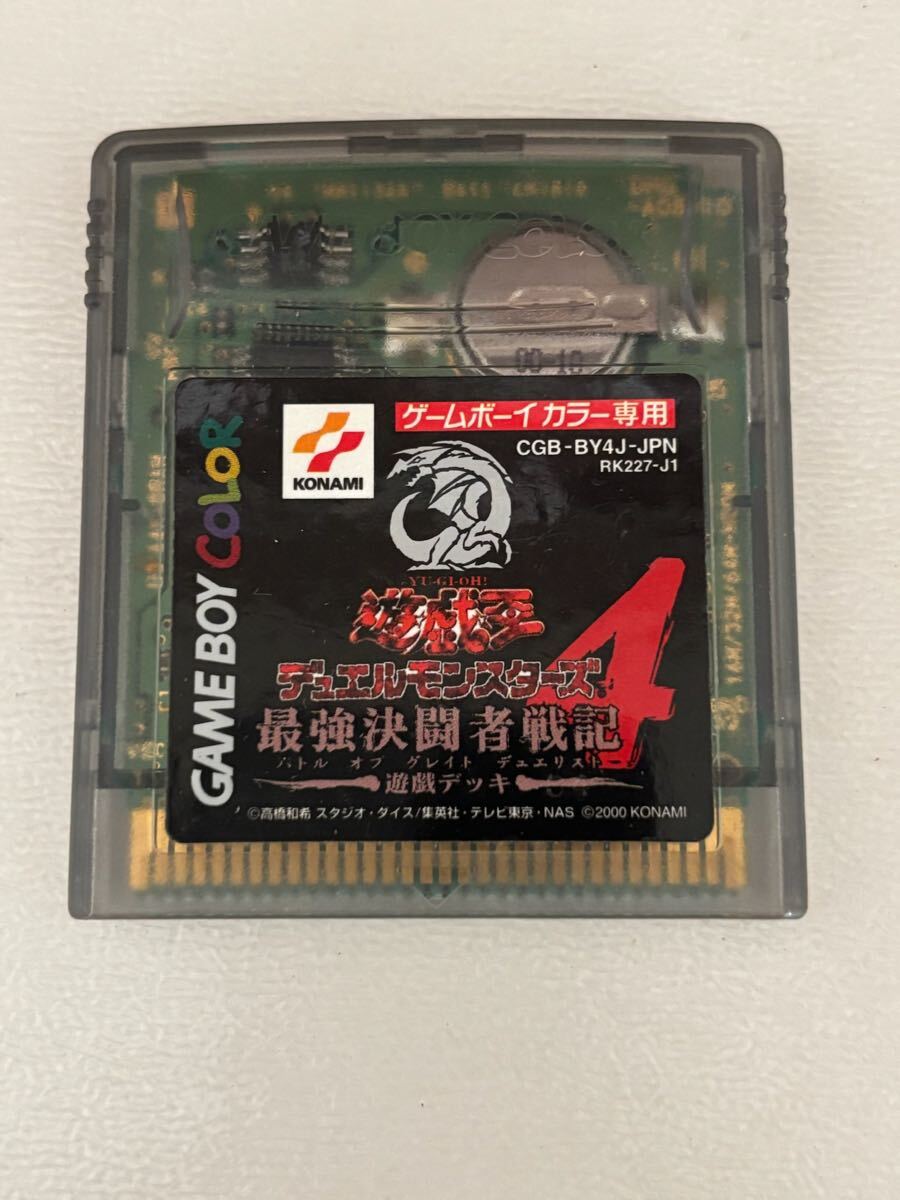 00-10
KONAMI
ゲームボーイカラー専用
CGB-BY4J-JPN
RK227-J1
GAME BOY COLOR
YU-GI-OH!
遊戯王
デュエルモンスターズ
4
最強決闘者戦記
バトル オブ グレイト デュエリスト
遊戯デッキ
©高橋和希 スタジオ・ダイス/集英社・テレビ東京・NAS ©2000 KONAMI